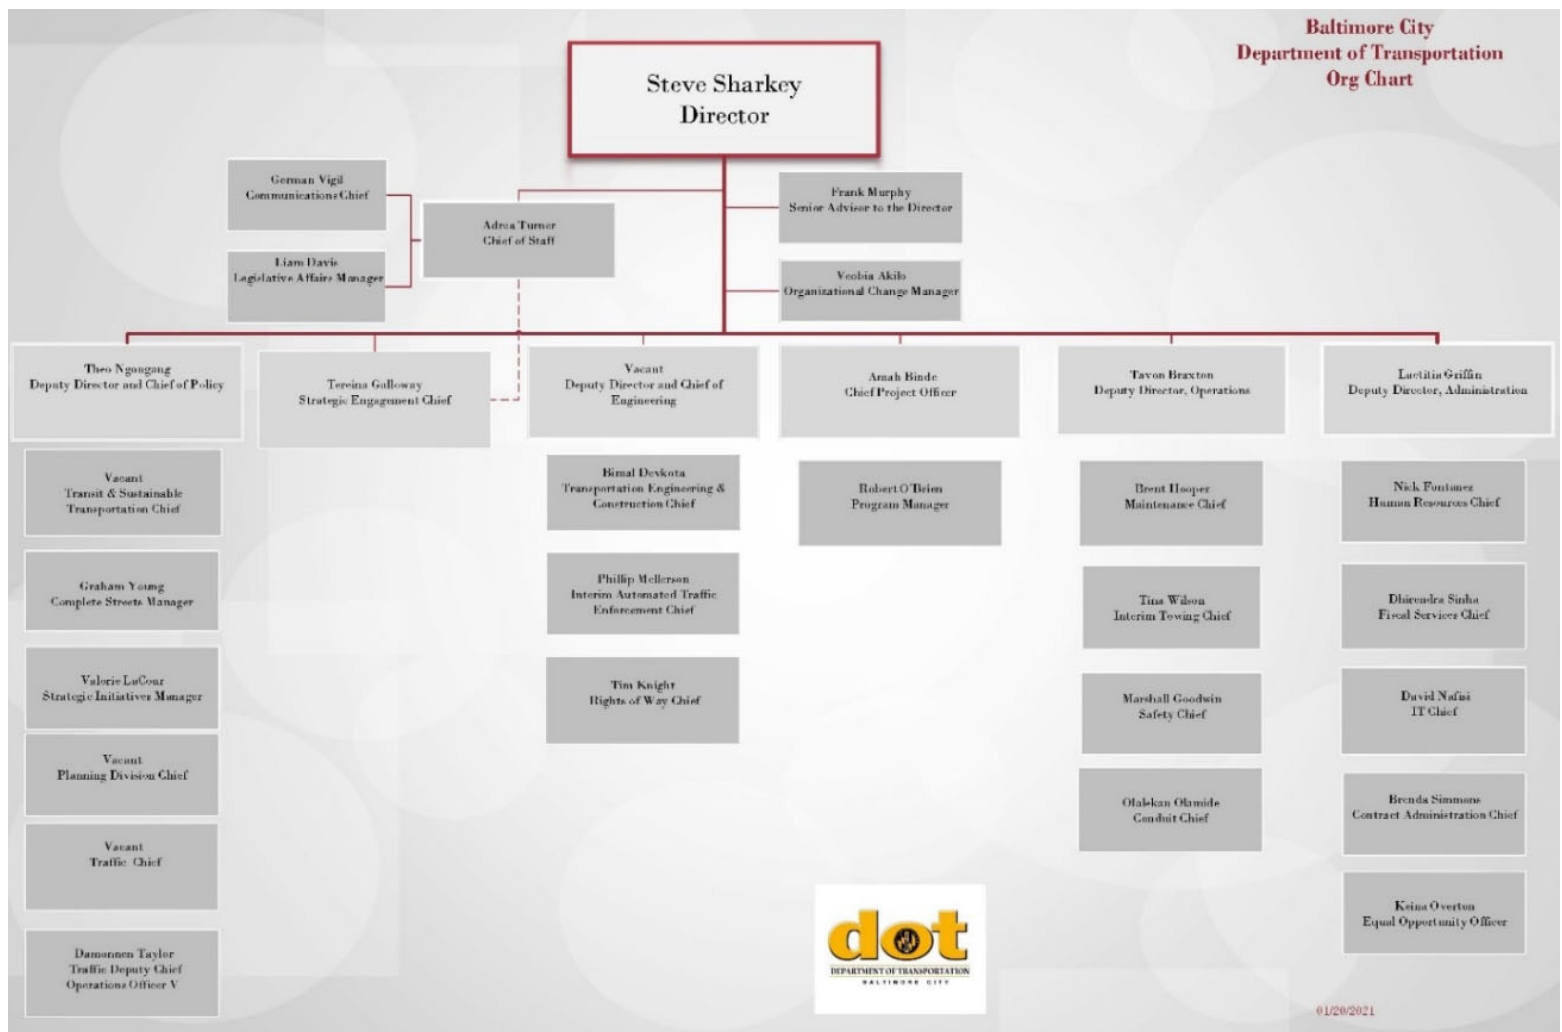 Baltimore City
Department of Transportation
Org Chart
Steve Sharkey
Director
German Vigil
Communications Chief
Adrea Turner
Chief of Staff
Liam Davis
Legislative Affairs Manager
Frank Murphy
Senior Advisor to the Director
Veobia Akilo
Organizational Change Manager
Theo Ngongang
Deputy Director and Chief of Policy
Tereina Galloway
Strategic Engagement Chief
Vacant
Deputy Director and Chief of
Engineering
Amah Binde
Chief Project Officer
Tavon Braxton
Deputy Director, Operations
Laetitia Griffin
Deputy Director, Administration
Vacant
Transit & Sustainable
Transportation Chief
Graham Young
Complete Streets Manager
Valorie LaCour
Strategic Initiatives Manager
Vacant
Planning Division Chief
Vacant
Traffic Chief
Damonnen Taylor
Traffic Deputy Chief
Operations Officer V
Bimal Devkota
Transportation Engineering &
Construction Chief
Phillip Mellerson
Interim Automated Traffic
Enforcement Chief
Tim Knight
Rights of Way Chief
Robert O'Brien
Program Manager
Brent Hooper
Maintenance Chief
Tina Wilson
Interim Towing Chief
Marshall Goodwin
Safety Chief
Olalekan Olamide
Conduit Chief
Nick Fontanez
Human Resources Chief
Dhirendra Sinha
Fiscal Services Chief
David Nafisi
IT Chief
Brenda Simmons
Contract Administration Chief
Keina Overton
Equal Opportunity Officer
dot
DEPARTMENT OF TRANSPORTATION
BALTIMORE CITY
01/20/2021